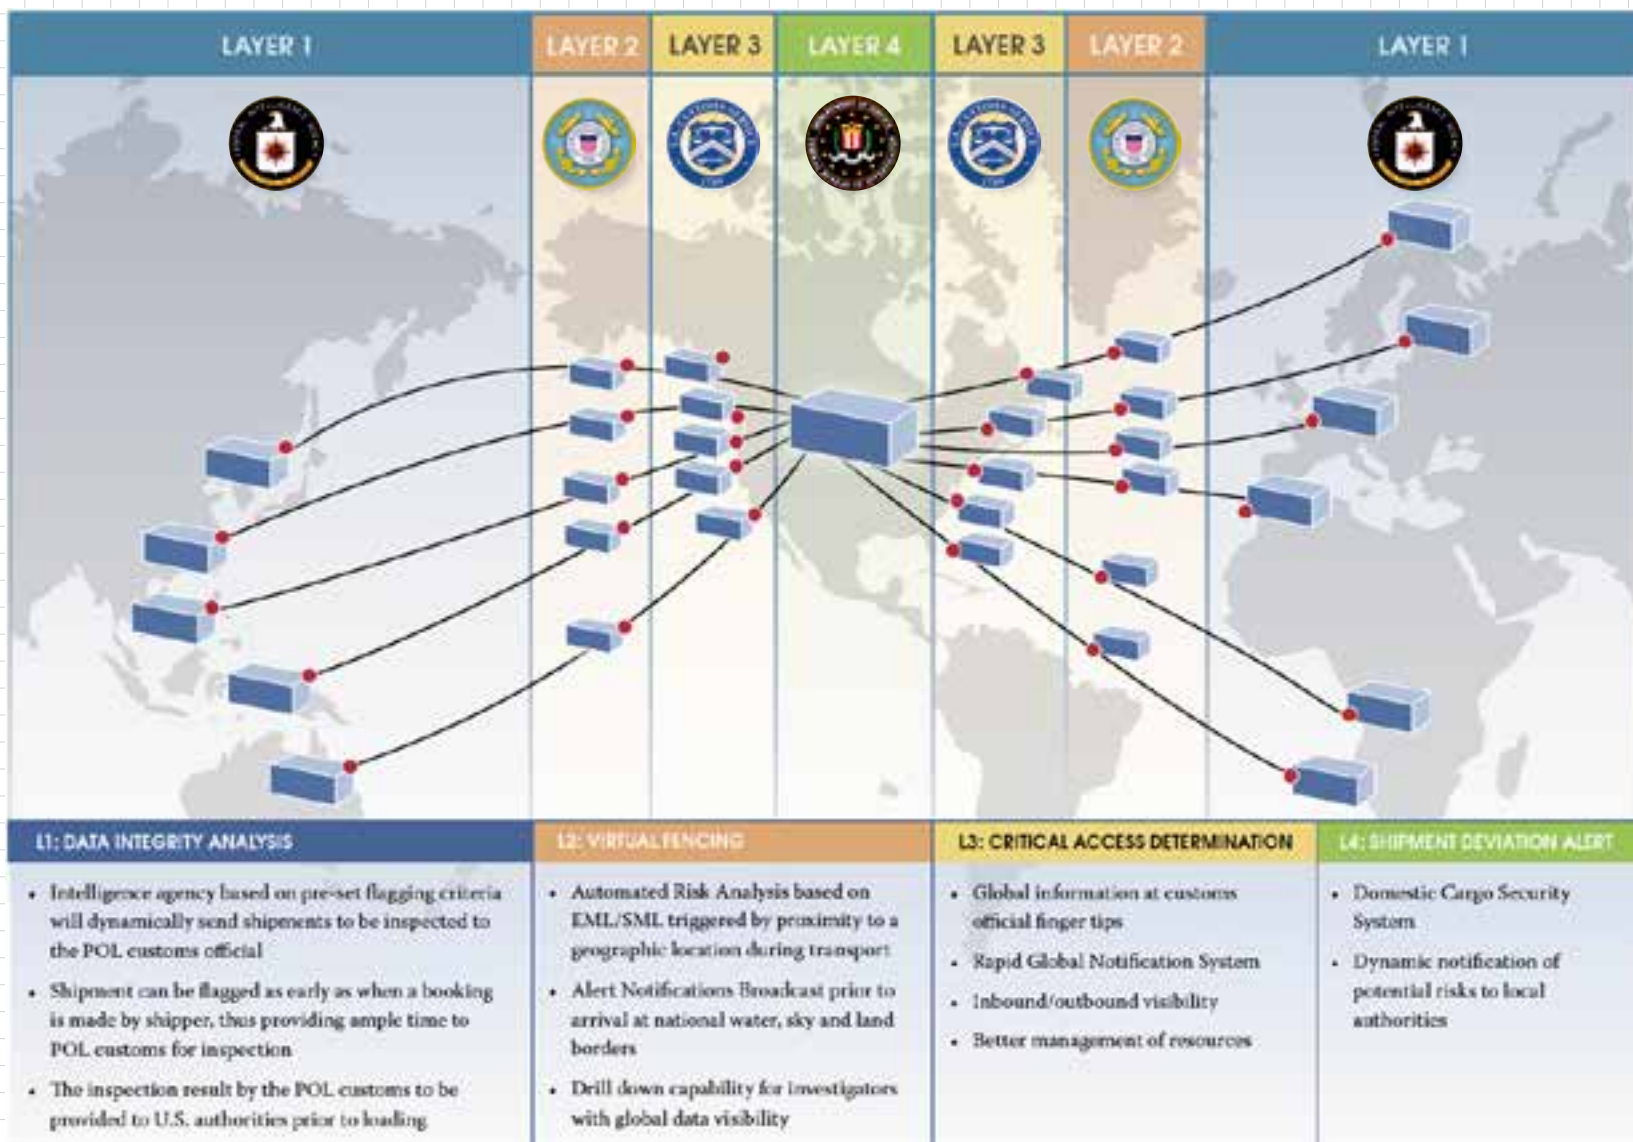 LAYER 1
LAYER 2
LAYER 3
LAYER 4
LAYER 3
LAYER 2
LAYER 1
1789
1789
L1: DATA INTEGRITY ANALYSIS
• Intelligence agency based on pre-set flagging criteria
will dynamically send shipments to be inspected to
the POL customs official
• Shipment can be flagged as early as when a booking
is made by shipper, thus providing ample time to
POL customs for inspection
• The inspection result by the POL customs to be
provided to U.S. authorities prior to loading
L2: VIRTUAL FENCING
• Automated Risk Analysis based on
EML/SML triggered by proximity to a
geographic location during transport
• Alert Notifications Broadcast prior to
arrival at national water, sky and land
borders
• Drill down capability for investigators
with global data visibility
L3: CRITICAL ACCESS DETERMINATION
• Global information at customs
official finger tips
• Rapid Global Notification System
• Inbound/outbound visibility
• Better management of resources
L4: SHIPMENT DEVIATION ALERT
• Domestic Cargo Security
System
• Dynamic notification of
potential risks to local
authorities